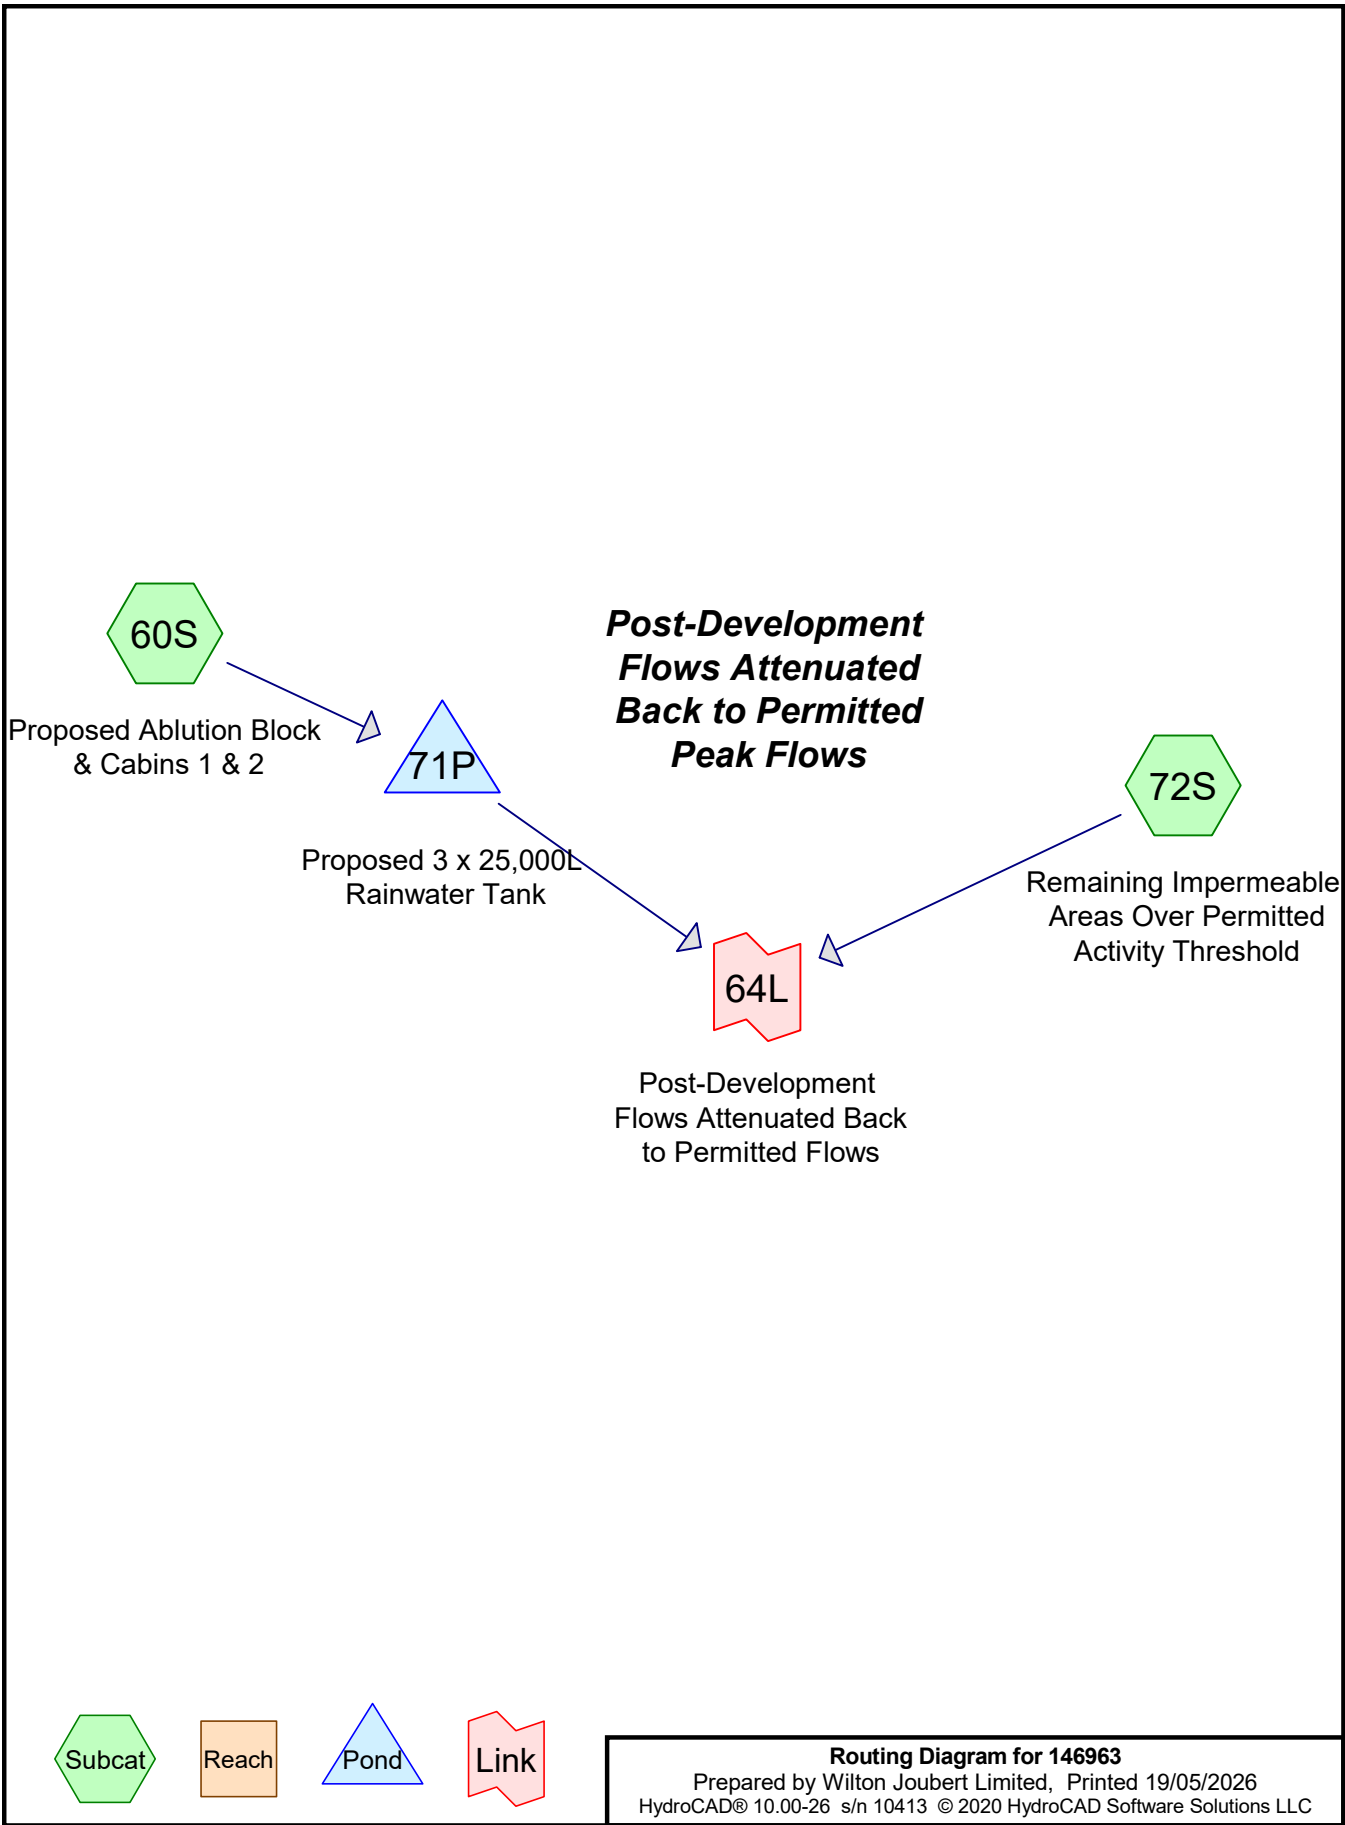 60S
Proposed Ablution Block
& Cabins 1 & 2
71P
Proposed 3 x 25,000L
Rainwater Tank
Post-Development
Flows Attenuated
Back to Permitted
Peak Flows
72S
Remaining Impermeable
Areas Over Permitted
Activity Threshold
64L
Post-Development
Flows Attenuated Back
to Permitted Flows
Subcat
Reach
Pond
Link
Routing Diagram for 146963
Prepared by Wilton Joubert Limited, Printed 19/05/2026
HydroCAD® 10.00-26 s/n 10413 © 2020 HydroCAD Software Solutions LLC